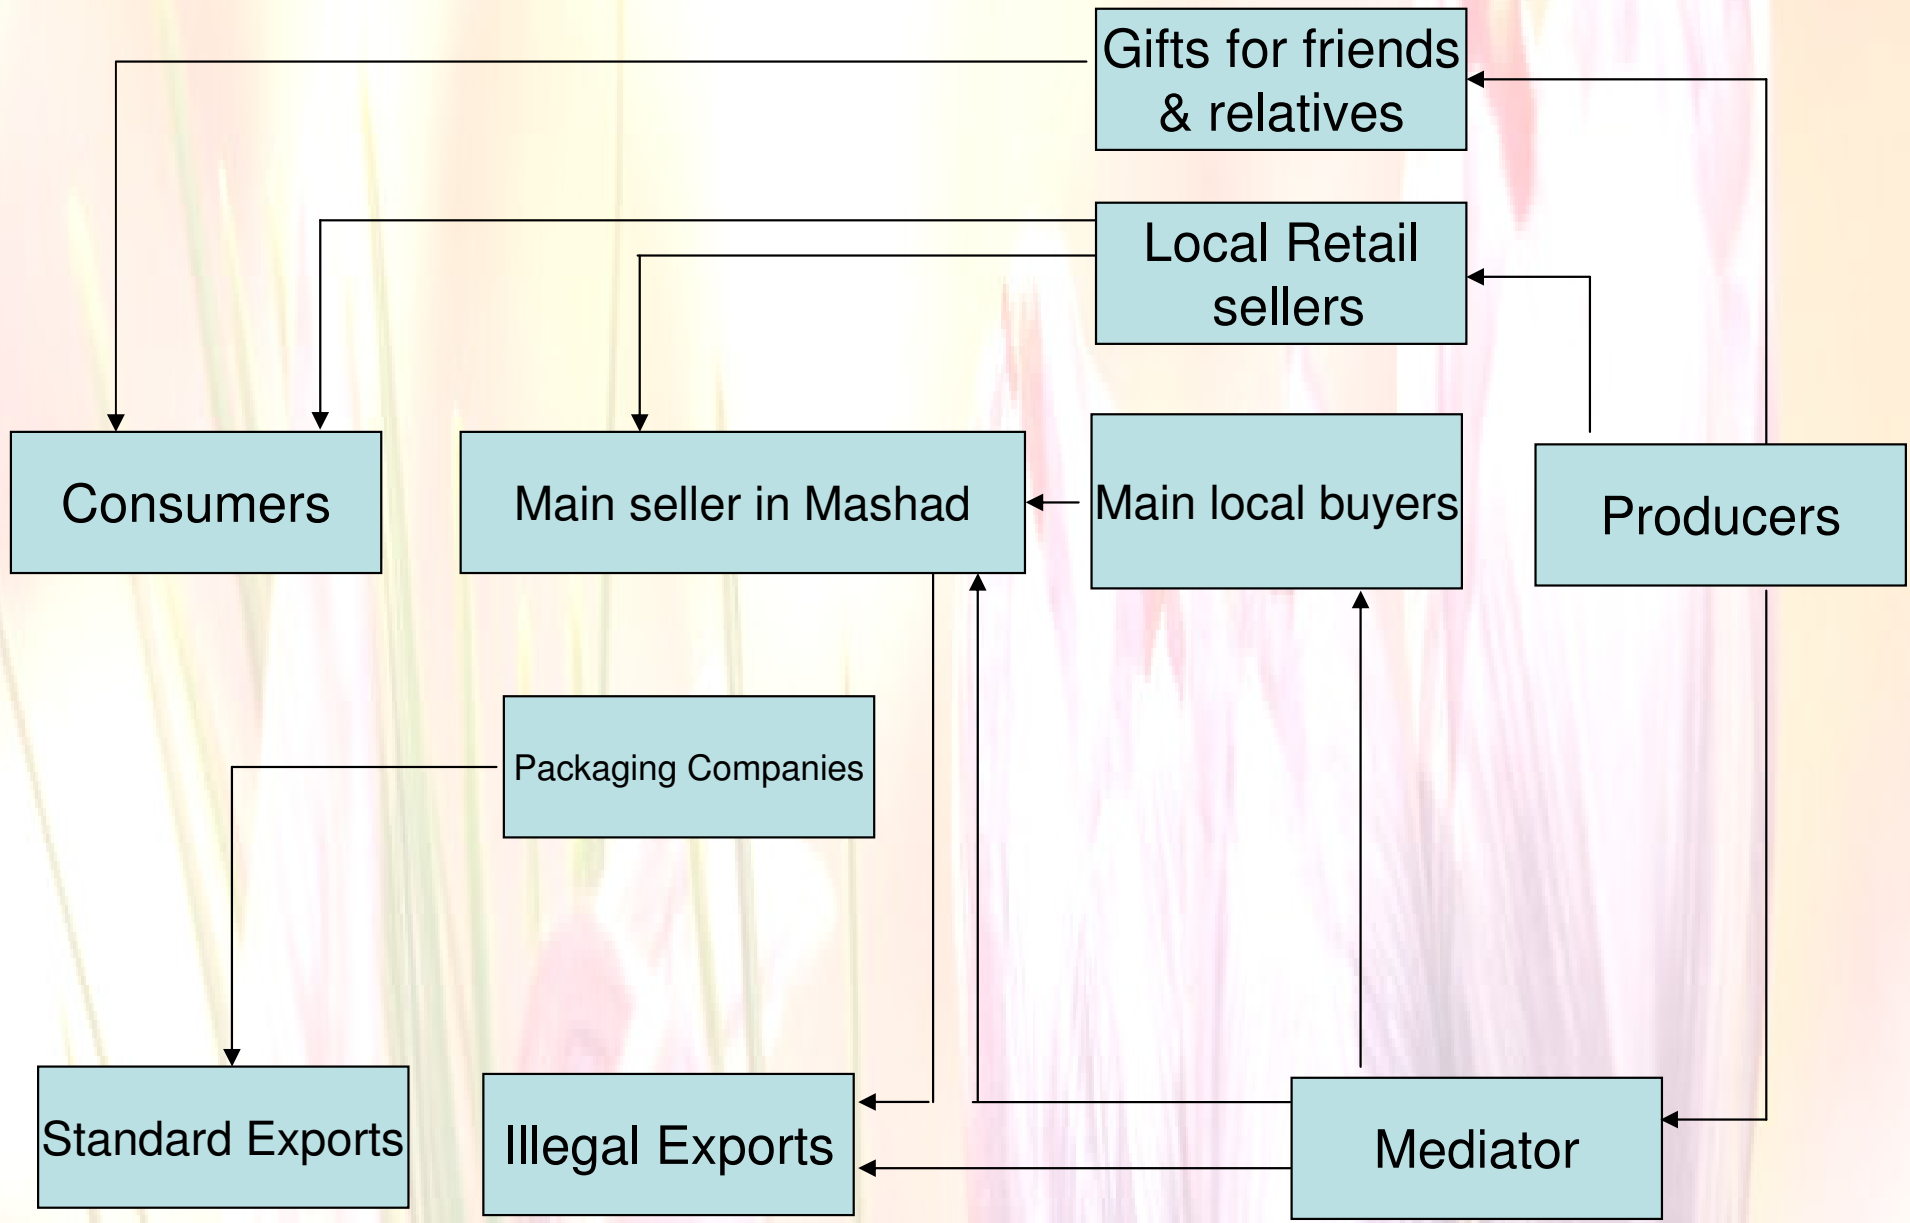 Gifts for friends
& relatives
Local Retail
sellers
Consumers
Main seller in Mashad
Main local buyers
Producers
Packaging Companies
Standard Exports
Illegal Exports
Mediator